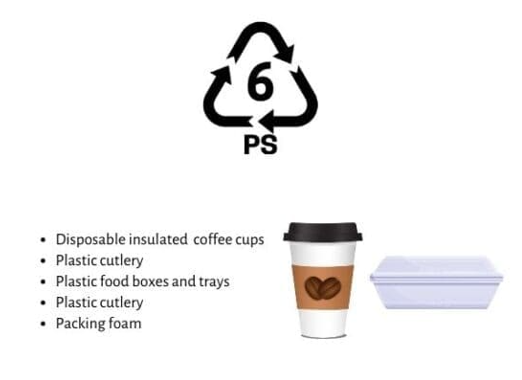 6
PS
Disposable insulated coffee cups
Plastic cutlery
Plastic food boxes and trays
Plastic cutlery
Packing foam